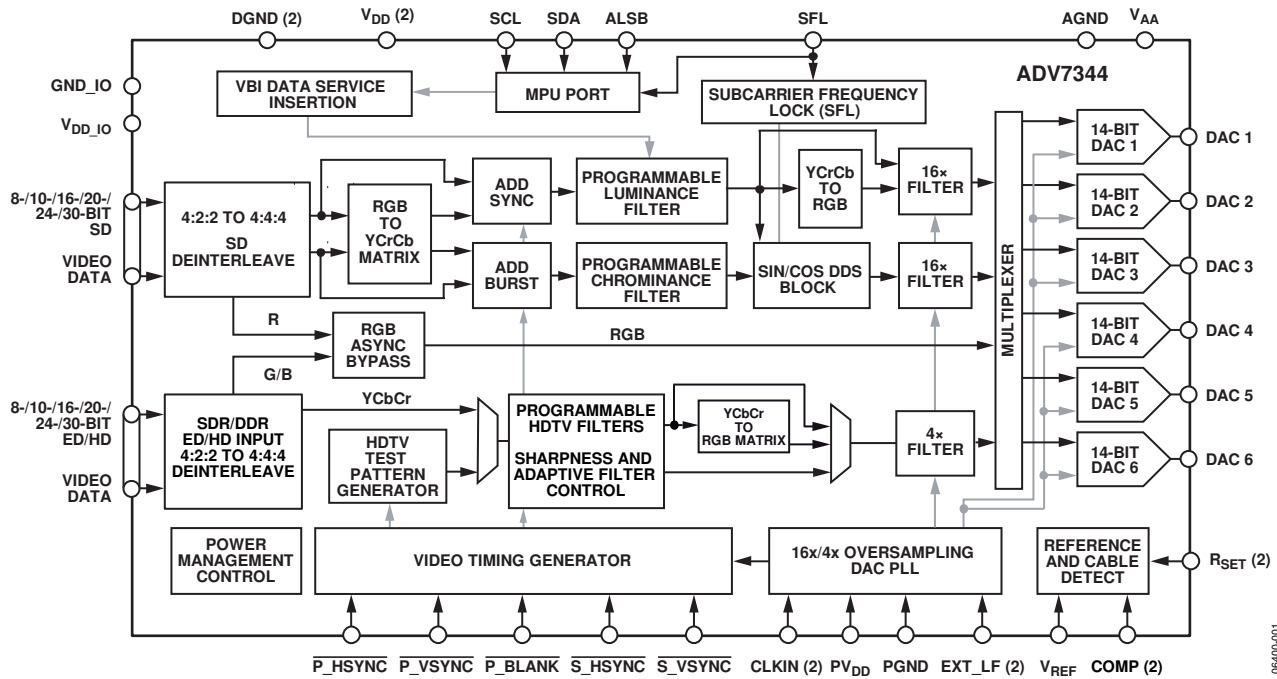 DGND (2)
VDD (2)
SCL
SDA
ALSB
SFL
AGND
VAA
GND_IO
VDD_IO
ADV7344
VBI DATA SERVICE
INSERTION
MPU PORT
SUBCARRIER FREQUENCY
LOCK (SFL)
8-/10-/16-/20-/
24-/30-BIT
SD
VIDEO
DATA
4:2:2 TO 4:4:4
SD
DEINTERLEAVE
RGB
TO
YCrCb
MATRIX
ADD
SYNC
PROGRAMMABLE
LUMINANCE
FILTER
YCrCb
TO
RGB
16×
FILTER
ADD
BURST
PROGRAMMABLE
CHROMINANCE
FILTER
SIN/COS DDS
BLOCK
16×
FILTER
MULTIPLEXER
14-BIT
DAC 1
DAC 1
14-BIT
DAC 2
DAC 2
14-BIT
DAC 3
DAC 3
14-BIT
DAC 4
DAC 4
14-BIT
DAC 5
DAC 5
14-BIT
DAC 6
DAC 6
R
G/B
RGB
ASYNC
BYPASS
RGB
8-/10-/16-/20-/
24-/30-BIT
ED/HD
VIDEO
DATA
SDR/DDR
ED/HD INPUT
4:2:2 TO 4:4:4
DEINTERLEAVE
YCbCr
HDTV
TEST
PATTERN
GENERATOR
PROGRAMMABLE
HDTV FILTERS
SHARPNESS AND
ADAPTIVE FILTER
CONTROL
YCbCr
TO
RGB MATRIX
4×
FILTER
POWER
MANAGEMENT
CONTROL
VIDEO TIMING GENERATOR
16x/4x OVERSAMPLING
DAC PLL
REFERENCE
AND CABLE
DETECT
RSET (2)
P_HSYNC
P_VSYNC
P_BLANK
S_HSYNC
S_VSYNC
CLKIN (2)
PVDD
PGND
EXT_LF (2)
VREF
COMP (2)
06400-001